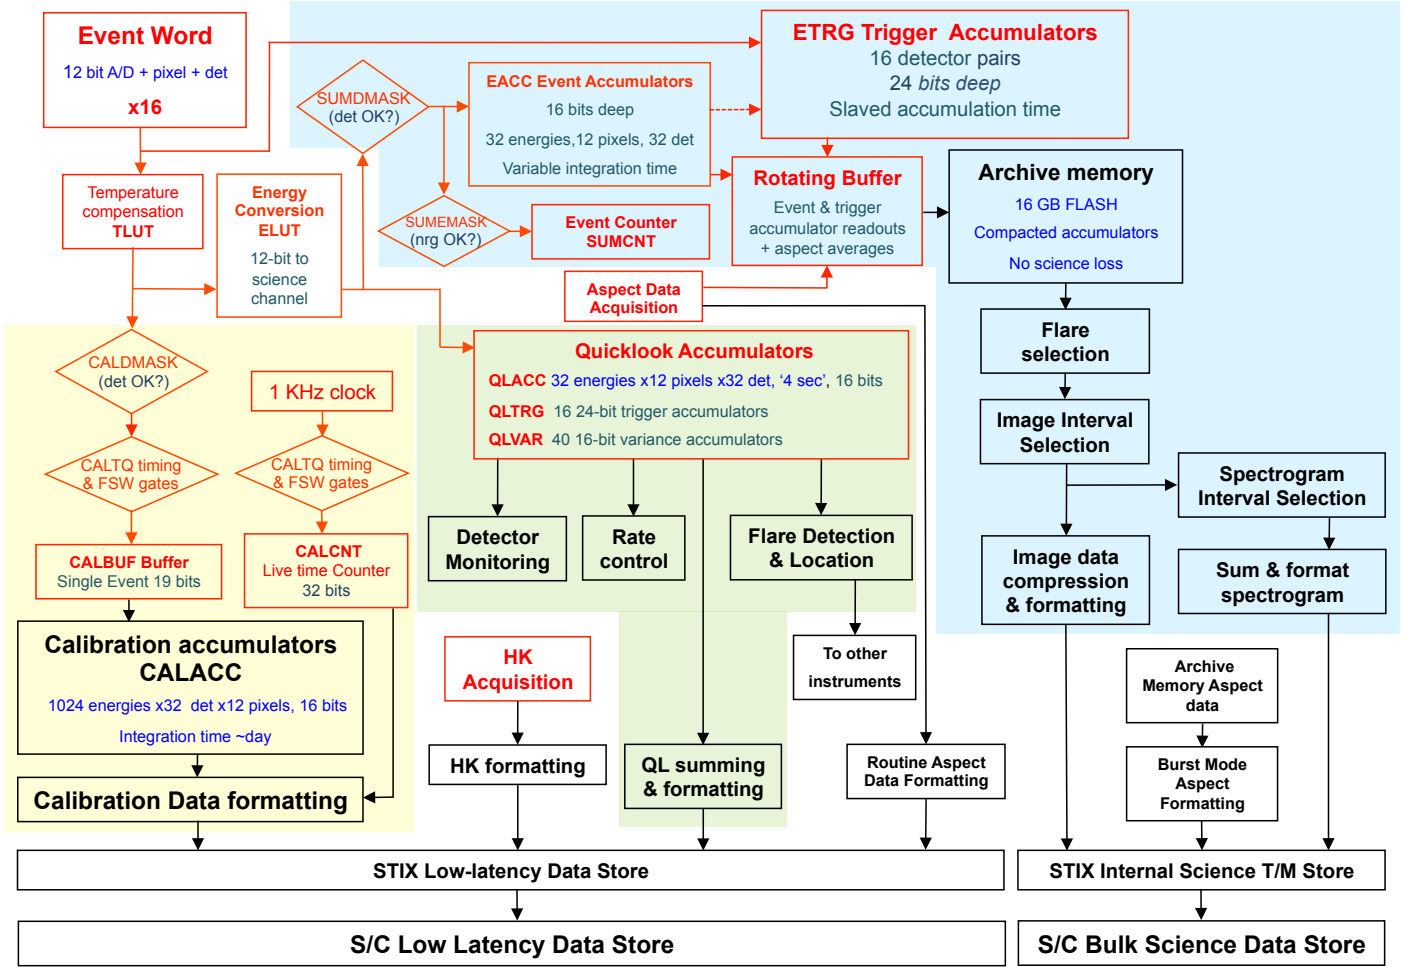 Event Word
12 bit A/D + pixel + det
x16
ETRG Trigger  Accumulators
16 detector pairs
24 bits deep
Slaved accumulation time
SUMDMASK
(det OK?)
EACC Event Accumulators
16 bits deep
32 energies,12 pixels, 32 det
Variable integration time
Temperature
compensation
TLUT
Energy
Conversion
ELUT
12-bit to
science
channel
SUMEMASK
(nrg OK?)
Event Counter
SUMCNT
Rotating Buffer
Event & trigger
accumulator readouts
+ aspect averages
Archive memory
16 GB FLASH
Compacted accumulators
No science loss
Aspect Data
Acquisition
Flare
selection
CALDMASK
(det OK?)
1 KHz clock
Quicklook Accumulators
QLACC 32 energies x12 pixels x32 det, ‘4 sec’, 16 bits
QLTRG  16 24-bit trigger accumulators
QLVAR  40 16-bit variance accumulators
Image Interval
Selection
CALTQ timing
& FSW gates
CALTQ timing
& FSW gates
Spectrogram
Interval Selection
Detector
Monitoring
Rate
control
Flare Detection
& Location
CALBUF Buffer
Single Event 19 bits
CALCNT
Live time Counter
32 bits
Image data
compression
& formatting
Sum & format
spectrogram
Calibration accumulators
CALACC
1024 energies x32  det x12 pixels, 16 bits
Integration time ~day
HK
Acquisition
To other
instruments
Archive
Memory Aspect
data
HK formatting
QL summing
& formatting
Routine Aspect
Data Formatting
Burst Mode
Aspect
Formatting
Calibration Data formatting
STIX Low-latency Data Store
STIX Internal Science T/M Store
S/C Low Latency Data Store
S/C Bulk Science Data Store